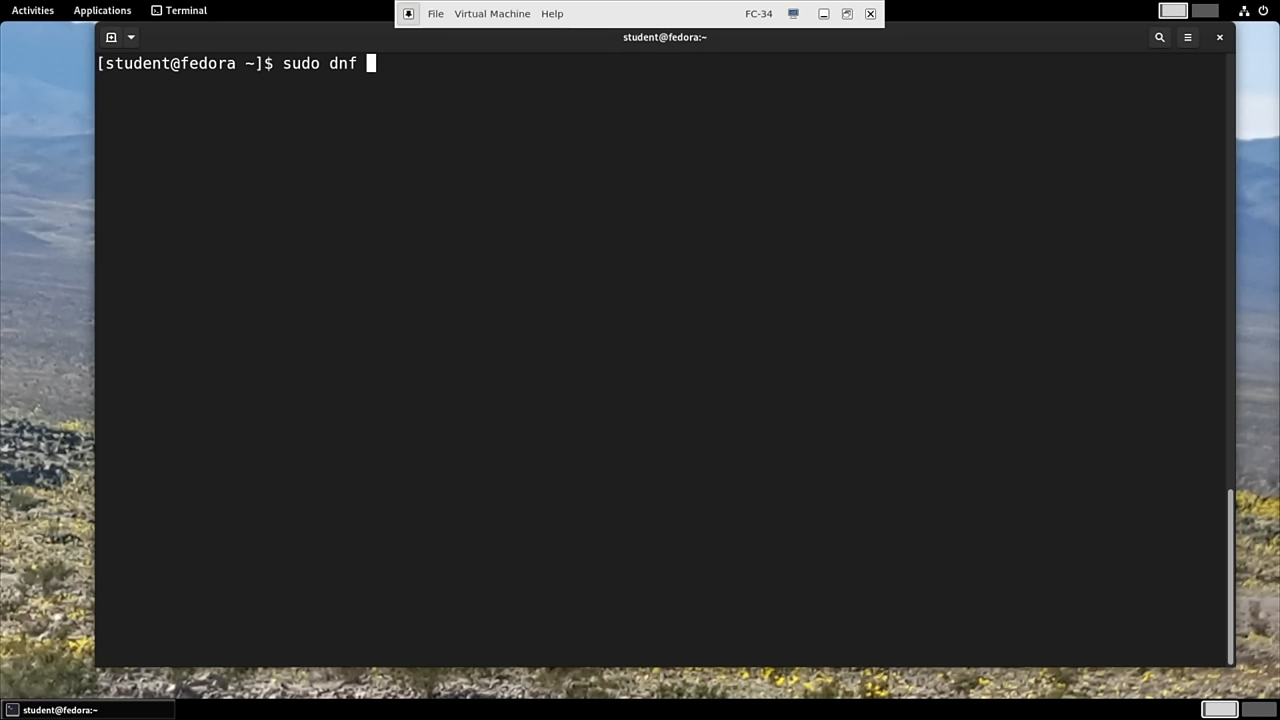 Activities Applications Terminal
File Virtual Machine Help FC-34
student@fedora:~
[student@fedora ~]$ sudo dnf
student@fedora:~